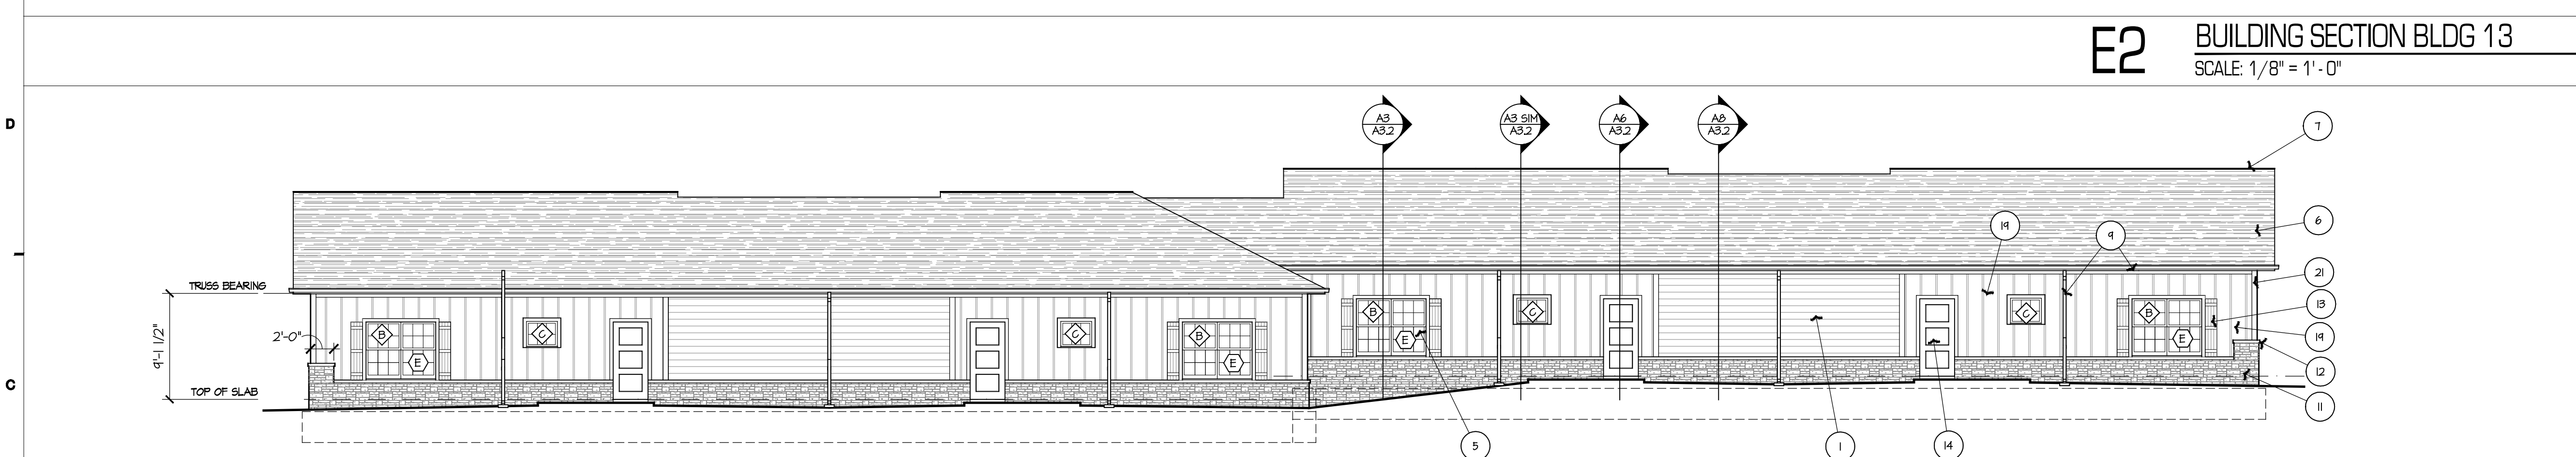 E2
BUILDING SECTION BLDG 13
SCALE: 1/8" = 1'-0"
D
A3
A3.2
A3 SIM
A3.2
A6
A3.2
A8
A3.2
7
19
9
6
TRUSS BEARING
21
B
C
B
C
13
9'-1 1/2"
2'-0"
B
C
C
B
E
E
19
E
E
12
C
TOP OF SLAB
11
5
1
14